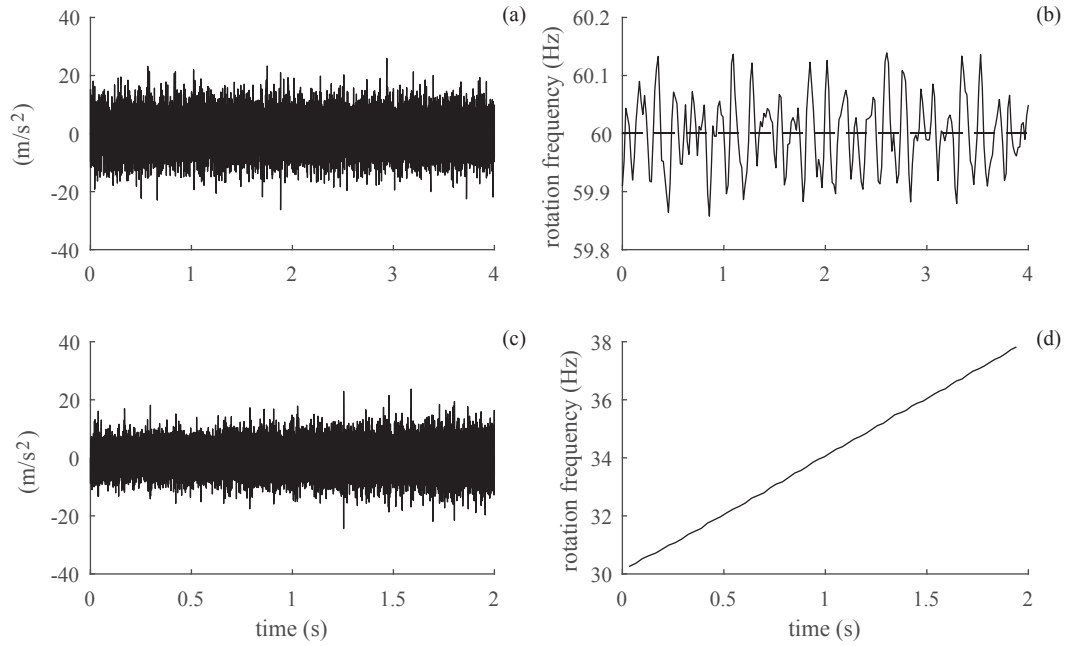 (a)
40
20
0
-20
-40
(m/s²)
0 1 2 3 4
(b)
60.2
60.1
60
59.9
59.8
rotation frequency (Hz)
0 1 2 3 4
(c)
40
20
0
-20
-40
(m/s²)
0 0.5 1 1.5 2
time (s)
(d)
38
36
34
32
30
rotation frequency (Hz)
0 0.5 1 1.5 2
time (s)